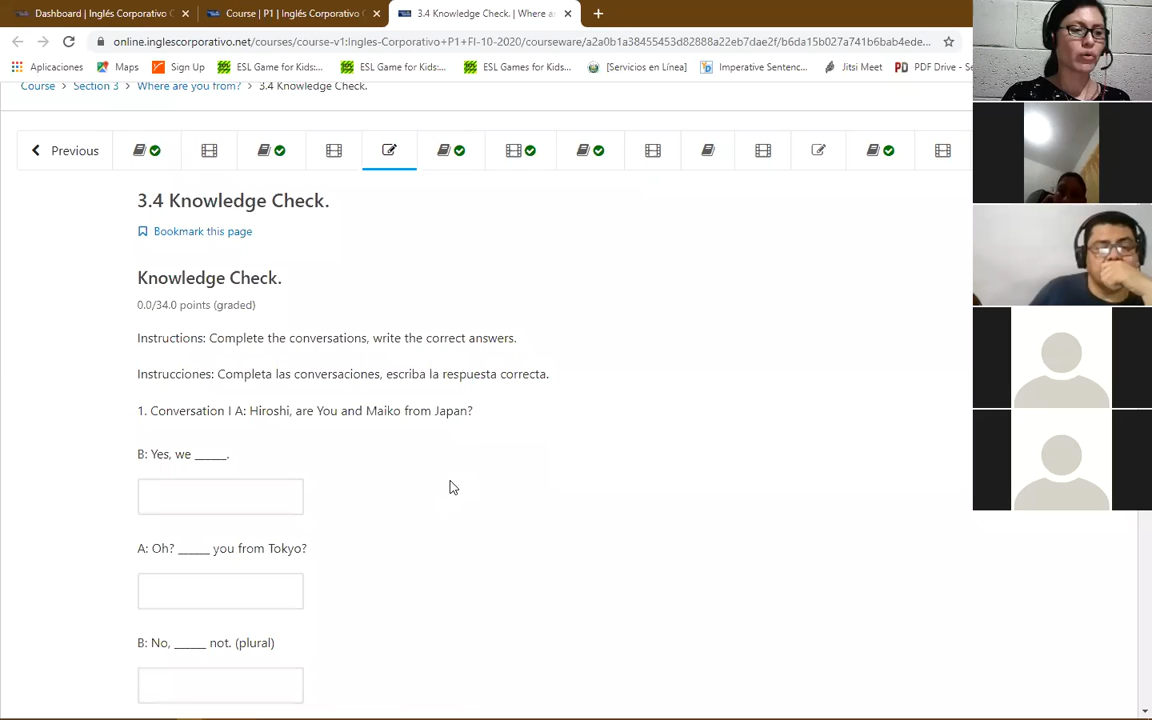 Dashboard | Inglés Corporativo
Course | P1 | Inglés Corporativo
3.4 Knowledge Check. | Where a
online.inglescorporativo.net/courses/course-v1:Ingles-Corporativo+P1+FI-10-2020/courseware/a2a0b1a38455453d82888a22eb7dae2f/b6da15b027a741b6bab4ede...
Aplicaciones
Maps
Sign Up
ESL Game for Kids:...
ESL Game for Kids:...
ESL Games for Kids:...
[Servicios en Línea]
Imperative Sentenc...
Jitsi Meet
PDF Drive - Se
Course > Section 3 > Where are you from? > 3.4 Knowledge Check.
Previous
3.4 Knowledge Check.
Bookmark this page
Knowledge Check.
0.0/34.0 points (graded)
Instructions: Complete the conversations, write the correct answers.
Instrucciones: Completa las conversaciones, escriba la respuesta correcta.
1. Conversation I A: Hiroshi, are You and Maiko from Japan?
B: Yes, we ______.
A: Oh? ______ you from Tokyo?
B: No, ______ not. (plural)